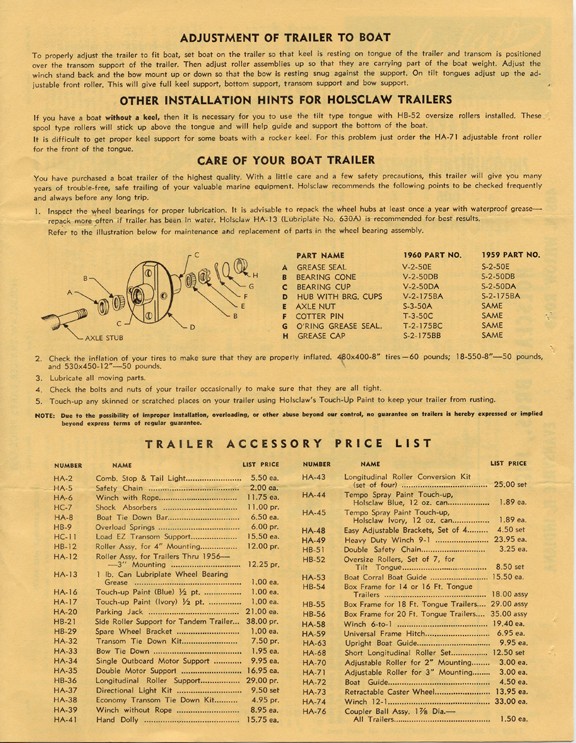 ADJUSTMENT OF TRAILER TO BOAT
To properly adjust the trailer to fit boat, set boat on the trailer so that keel is resting on tongue of the trailer and transom is positioned
over the transom support of the trailer. Then adjust roller assemblies up so that they are carrying part of the boat weight. Adjust the
winch stand back and the bow mount up or down so that the bow is resting snug against the support. On tilt tongues adjust up the ad-
justable front roller. This will give full keel support, bottom support, transom support and bow support.
OTHER INSTALLATION HINTS FOR HOLSCLAW TRAILERS
If you have a boat without a keel, then it is necessary for you to use the tilt type tongue with HB-52 oversize rollers installed. These
spool type rollers will stick up above the tongue and will help guide and support the bottom of the boat.
It is difficult to get proper keel support for some boats with a rocker keel. For this problem just order the HA-71 adjustable front roller
for the front of the tongue.
CARE OF YOUR BOAT TRAILER
You have purchased a boat trailer of the highest quality. With a little care and a few safety precautions, this trailer will give you many
years of trouble-free, safe trailing of your valuable marine equipment. Holsclaw recommends the following points to be checked frequently
and always before any long trip.
1. Inspect the wheel bearings for proper lubrication. It is advisable to repack the wheel hubs at least once a year with waterproof grease—
repack more often if trailer has been in water. Holsclaw HA-13 (Lubriplate No. 630A) is recommended for best results.
Refer to the illustration below for maintenance and replacement of parts in the wheel bearing assembly.
PART NAME 1960 PART NO. 1959 PART NO.
A GREASE SEAL V-2-50E S-2-50E
B BEARING CONE V-2-50DB S-2-50DB
C BEARING CUP V-2-50DA S-2-50DA
D HUB WITH BRG. CUPS V-2-175BA S-2-175BA
E AXLE NUT S-3-50A SAME
F COTTER PIN T-3-50C SAME
G O'RING GREASE SEAL. T-2-175BC SAME
H GREASE CAP S-2-175BB SAME
A
B
C
C
D
B
E
F
G
H
AXLE STUB
2. Check the inflation of your tires to make sure that they are properly inflated. 480x400-8" tires—60 pounds; 18-550-8"—50 pounds,
and 530x450-12"—50 pounds.
3. Lubricate all moving parts.
4. Check the bolts and nuts of your trailer occasionally to make sure that they are all tight.
5. Touch-up any skinned or scratched places on your trailer using Holsclaw's Touch-Up Paint to keep your trailer from rusting.
NOTE: Due to the possibility of improper installation, overloading, or other abuse beyond our control, no guarantee on trailers is hereby expressed or implied
beyond express terms of regular guarantee.
TRAILER ACCESSORY PRICE LIST
NUMBER NAME LIST PRICE
HA-2 Comb. Stop & Tail Light 5.50 ea.
HA-5 Safety Chain 2.00 ea.
HA-6 Winch with Rope 11.75 ea.
HC-7 Shock Absorbers 11.00 pr.
HA-8 Boat Tie Down Bar 6.50 ea.
HB-9 Overload Springs 6.00 pr.
HC-11 Load EZ Transom Support 15.50 ea.
HB-12 Roller Assy. for 4" Mounting 12.00 pr.
HA-12 Roller Assy. for Trailers Thru 1956—
—3" Mounting 12.25 pr.
HA-13 1 lb. Can Lubriplate Wheel Bearing
Grease 1.00 ea.
HA-16 Touch-up Paint (Blue) ½ pt. 1.00 ea.
HA-17 Touch-up Paint (Ivory) ½ pt. 1.00 ea.
HA-20 Parking Jack 21.00 ea.
HB-21 Side Roller Support for Tandem Trailer 38.00 pr.
HB-29 Spare Wheel Bracket 1.00 ea.
HA-32 Transom Tie Down Kit 7.50 pr.
HA-33 Bow Tie Down 1.95 ea.
HA-34 Single Outboard Motor Support 9.95 ea.
HA-35 Double Motor Support 16.95 ea.
HB-36 Longitudinal Roller Support 29.00 pr.
HA-37 Directional Light Kit 9.50 set
HA-38 Economy Transom Tie Down Kit 4.95 pr.
HA-39 Winch without Rope 8.95 ea.
HA-41 Hand Dolly 15.75 ea.
NUMBER NAME LIST PRICE
HA-43 Longitudinal Roller Conversion Kit
(set of four) 25.00 set
HA-44 Tempo Spray Paint Touch-up,
Holsclaw Blue, 12 oz. can 1.89 ea.
HA-45 Tempo Spray Paint Touch-up,
Holsclaw Ivory, 12 oz. can 1.89 ea.
HA-48 Easy Adjustable Brackets, Set of 4 4.50 set
HA-49 Heavy Duty Winch 9-1 23.95 ea.
HB-51 Double Safety Chain 3.25 ea.
HB-52 Oversize Rollers, Set of 7, for
Tilt Tongue 8.50 set
HA-53 Boat Corral Boat Guide 15.50 ea.
HB-54 Box Frame for 14 or 16 Ft. Tongue
Trailers 18.00 assy
HB-55 Box Frame for 18 Ft. Tongue Trailers 29.00 assy
HB-56 Box Frame for 20 Ft. Tongue Trailers 35.00 assy
HA-58 Winch 6-to-1 19.40 ea.
HA-59 Universal Frame Hitch 6.95 ea.
HA-63 Upright Boat Guide 9.95 ea.
HA-68 Short Longitudinal Roller Set 12.50 set
HA-70 Adjustable Roller for 2" Mounting 3.00 ea.
HA-71 Adjustable Roller for 3" Mounting 3.00 ea.
HA-72 Boat Guide 4.50 ea.
HA-73 Retractable Caster Wheel 13.95 ea.
HA-74 Winch 12-1 33.00 ea.
HA-76 Coupler Ball Assy. 1⅞ Dia.—
All Trailers 1.50 ea.